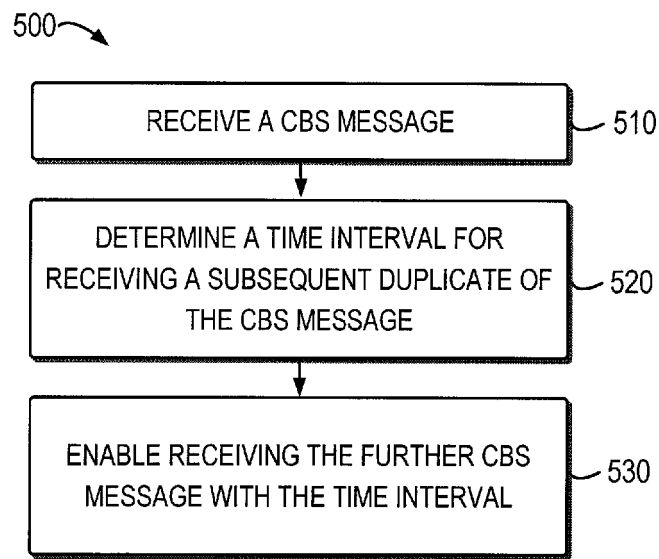 500
RECEIVE A CBS MESSAGE
510
DETERMINE A TIME INTERVAL FOR
RECEIVING A SUBSEQUENT DUPLICATE OF
THE CBS MESSAGE
520
ENABLE RECEIVING THE FURTHER CBS
MESSAGE WITH THE TIME INTERVAL
530